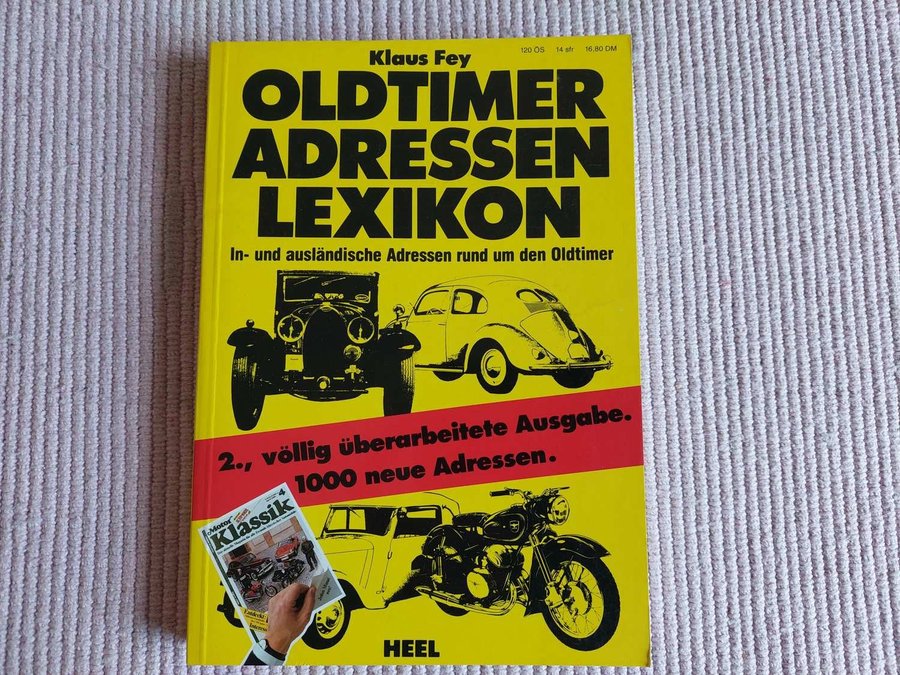 Klaus Fey
120 ÖS 14 sfr 16,80 DM
OLDTIMER
ADRESSEN
LEXIKON
In- und ausländische Adressen rund um den Oldtimer
2., völlig überarbeitete Ausgabe.
1000 neue Adressen.
Motor
Klassik
4
HEEL